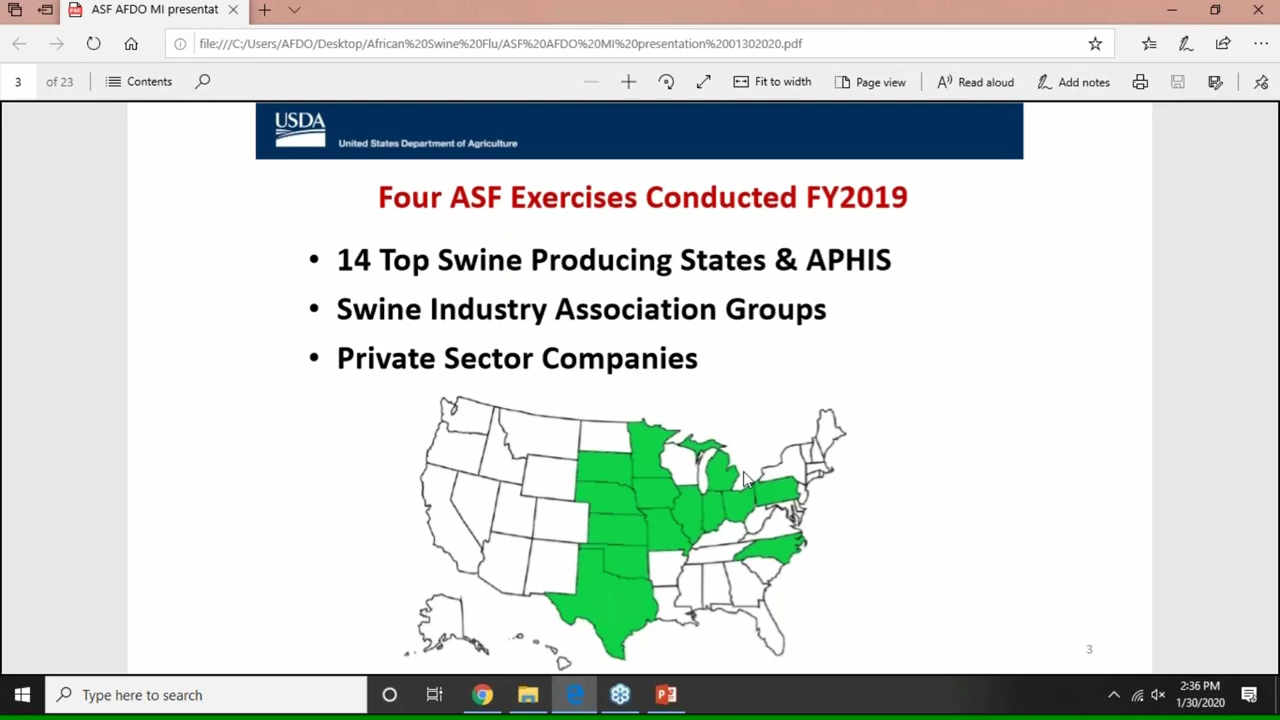 ASF AFDO MI presentat
file:///C:/Users/AFDO/Desktop/African%20Swine%20Flu/ASF%20AFDO%20MI%20presentation%2001302020.pdf
3 of 23 Contents Fit to width Page view Read aloud Add notes
USDA
United States Department of Agriculture
Four ASF Exercises Conducted FY2019
• 14 Top Swine Producing States & APHIS
• Swine Industry Association Groups
• Private Sector Companies
3
Type here to search
2:36 PM
1/30/2020